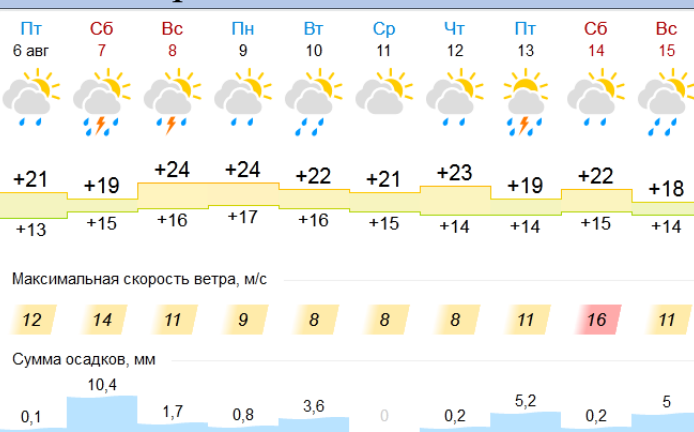 Пт Сб Вс Пн Вт Ср Чт Пт Сб Вс
6 авг 7 8 9 10 11 12 13 14 15
+21 +19 +24 +24 +22 +21 +23 +19 +22 +18
+13 +15 +16 +17 +16 +15 +14 +14 +15 +14
Максимальная скорость ветра, м/с
12 14 11 9 8 8 8 11 16 11
Сумма осадков, мм
0,1 10,4 1,7 0,8 3,6 0 0,2 5,2 0,2 5